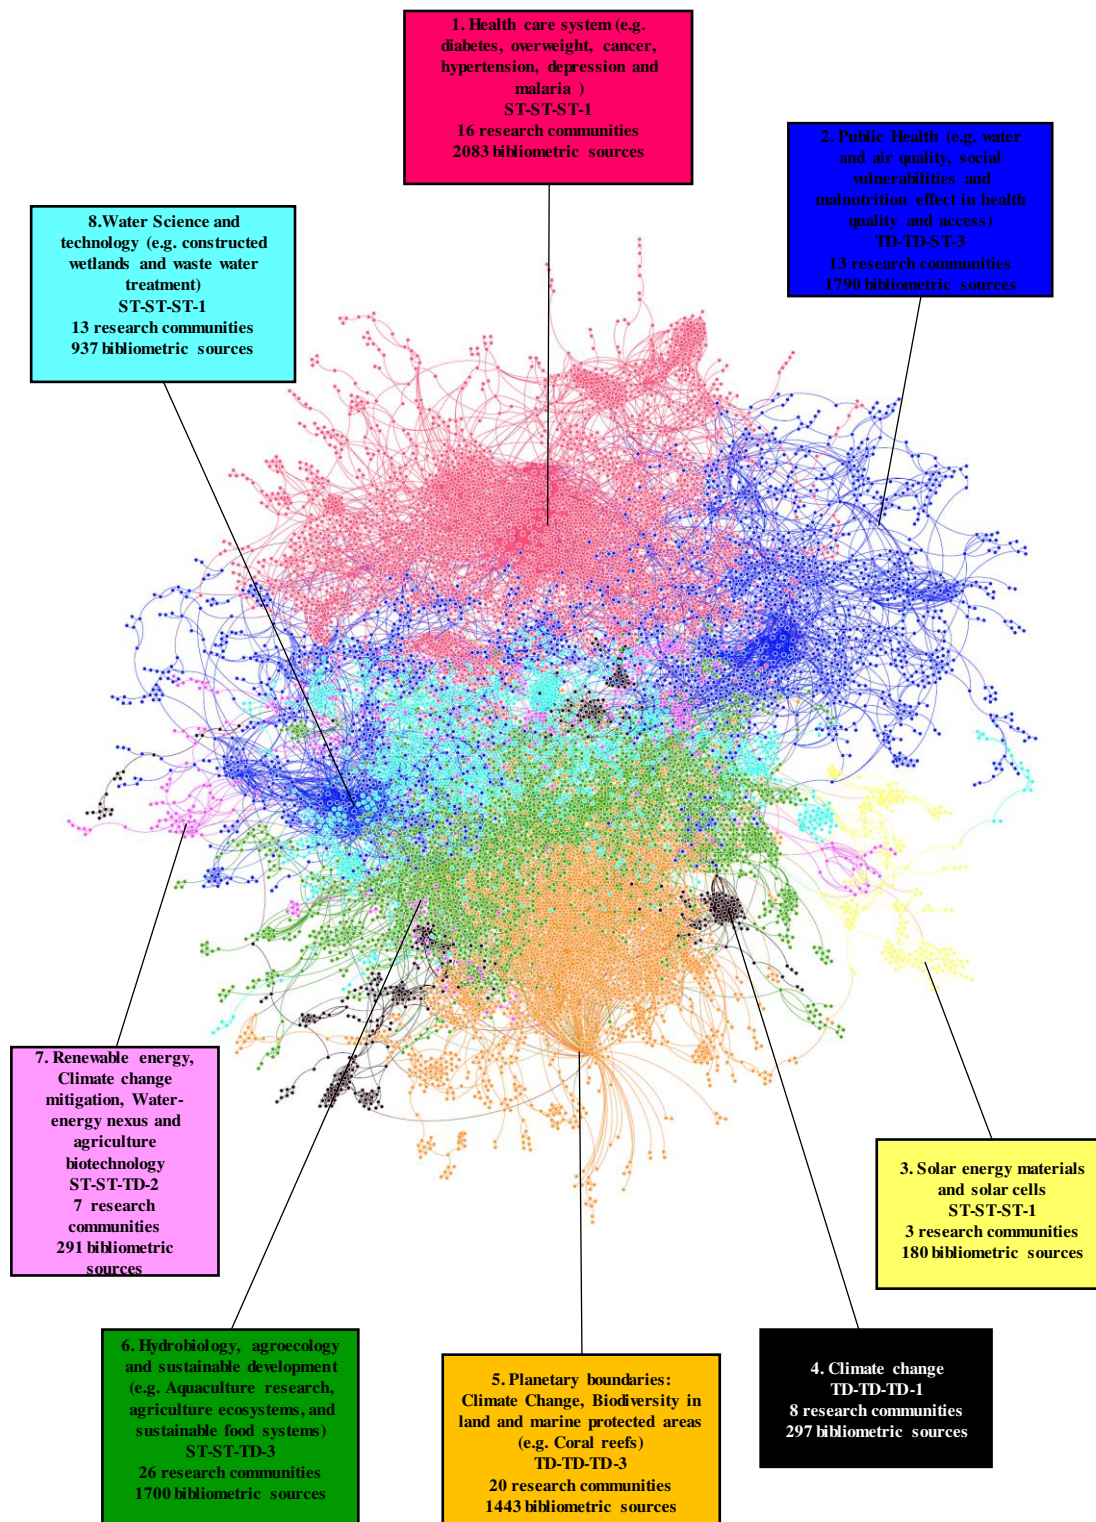 1. Health care system (e.g.
diabetes, overweight, cancer,
hypertension, depression and
malaria )
ST-ST-ST-1
16 research communities
2083 bibliometric sources
2. Public Health (e.g. water
and air quality, social
vulnerabilities and
malnutrition effect in health
quality and access)
TD-TD-ST-3
13 research communities
1790 bibliometric sources
8.Water Science and
technology (e.g. constructed
wetlands and waste water
treatment)
ST-ST-ST-1
13 research communities
937 bibliometric sources
7. Renewable energy,
Climate change
mitigation, Water-
energy nexus and
agriculture
biotechnology
ST-ST-TD-2
7 research
communities
291 bibliometric
sources
3. Solar energy materials
and solar cells
ST-ST-ST-1
3 research communities
180 bibliometric sources
6. Hydrobiology, agroecology
and sustainable development
(e.g. Aquaculture research,
agriculture ecosystems, and
sustainable food systems)
ST-ST-TD-3
26 research communities
1700 bibliometric sources
5. Planetary boundaries:
Climate Change, Biodiversity in
land and marine protected areas
(e.g. Coral reefs)
TD-TD-TD-3
20 research communities
1443 bibliometric sources
4. Climate change
TD-TD-TD-1
8 research communities
297 bibliometric sources